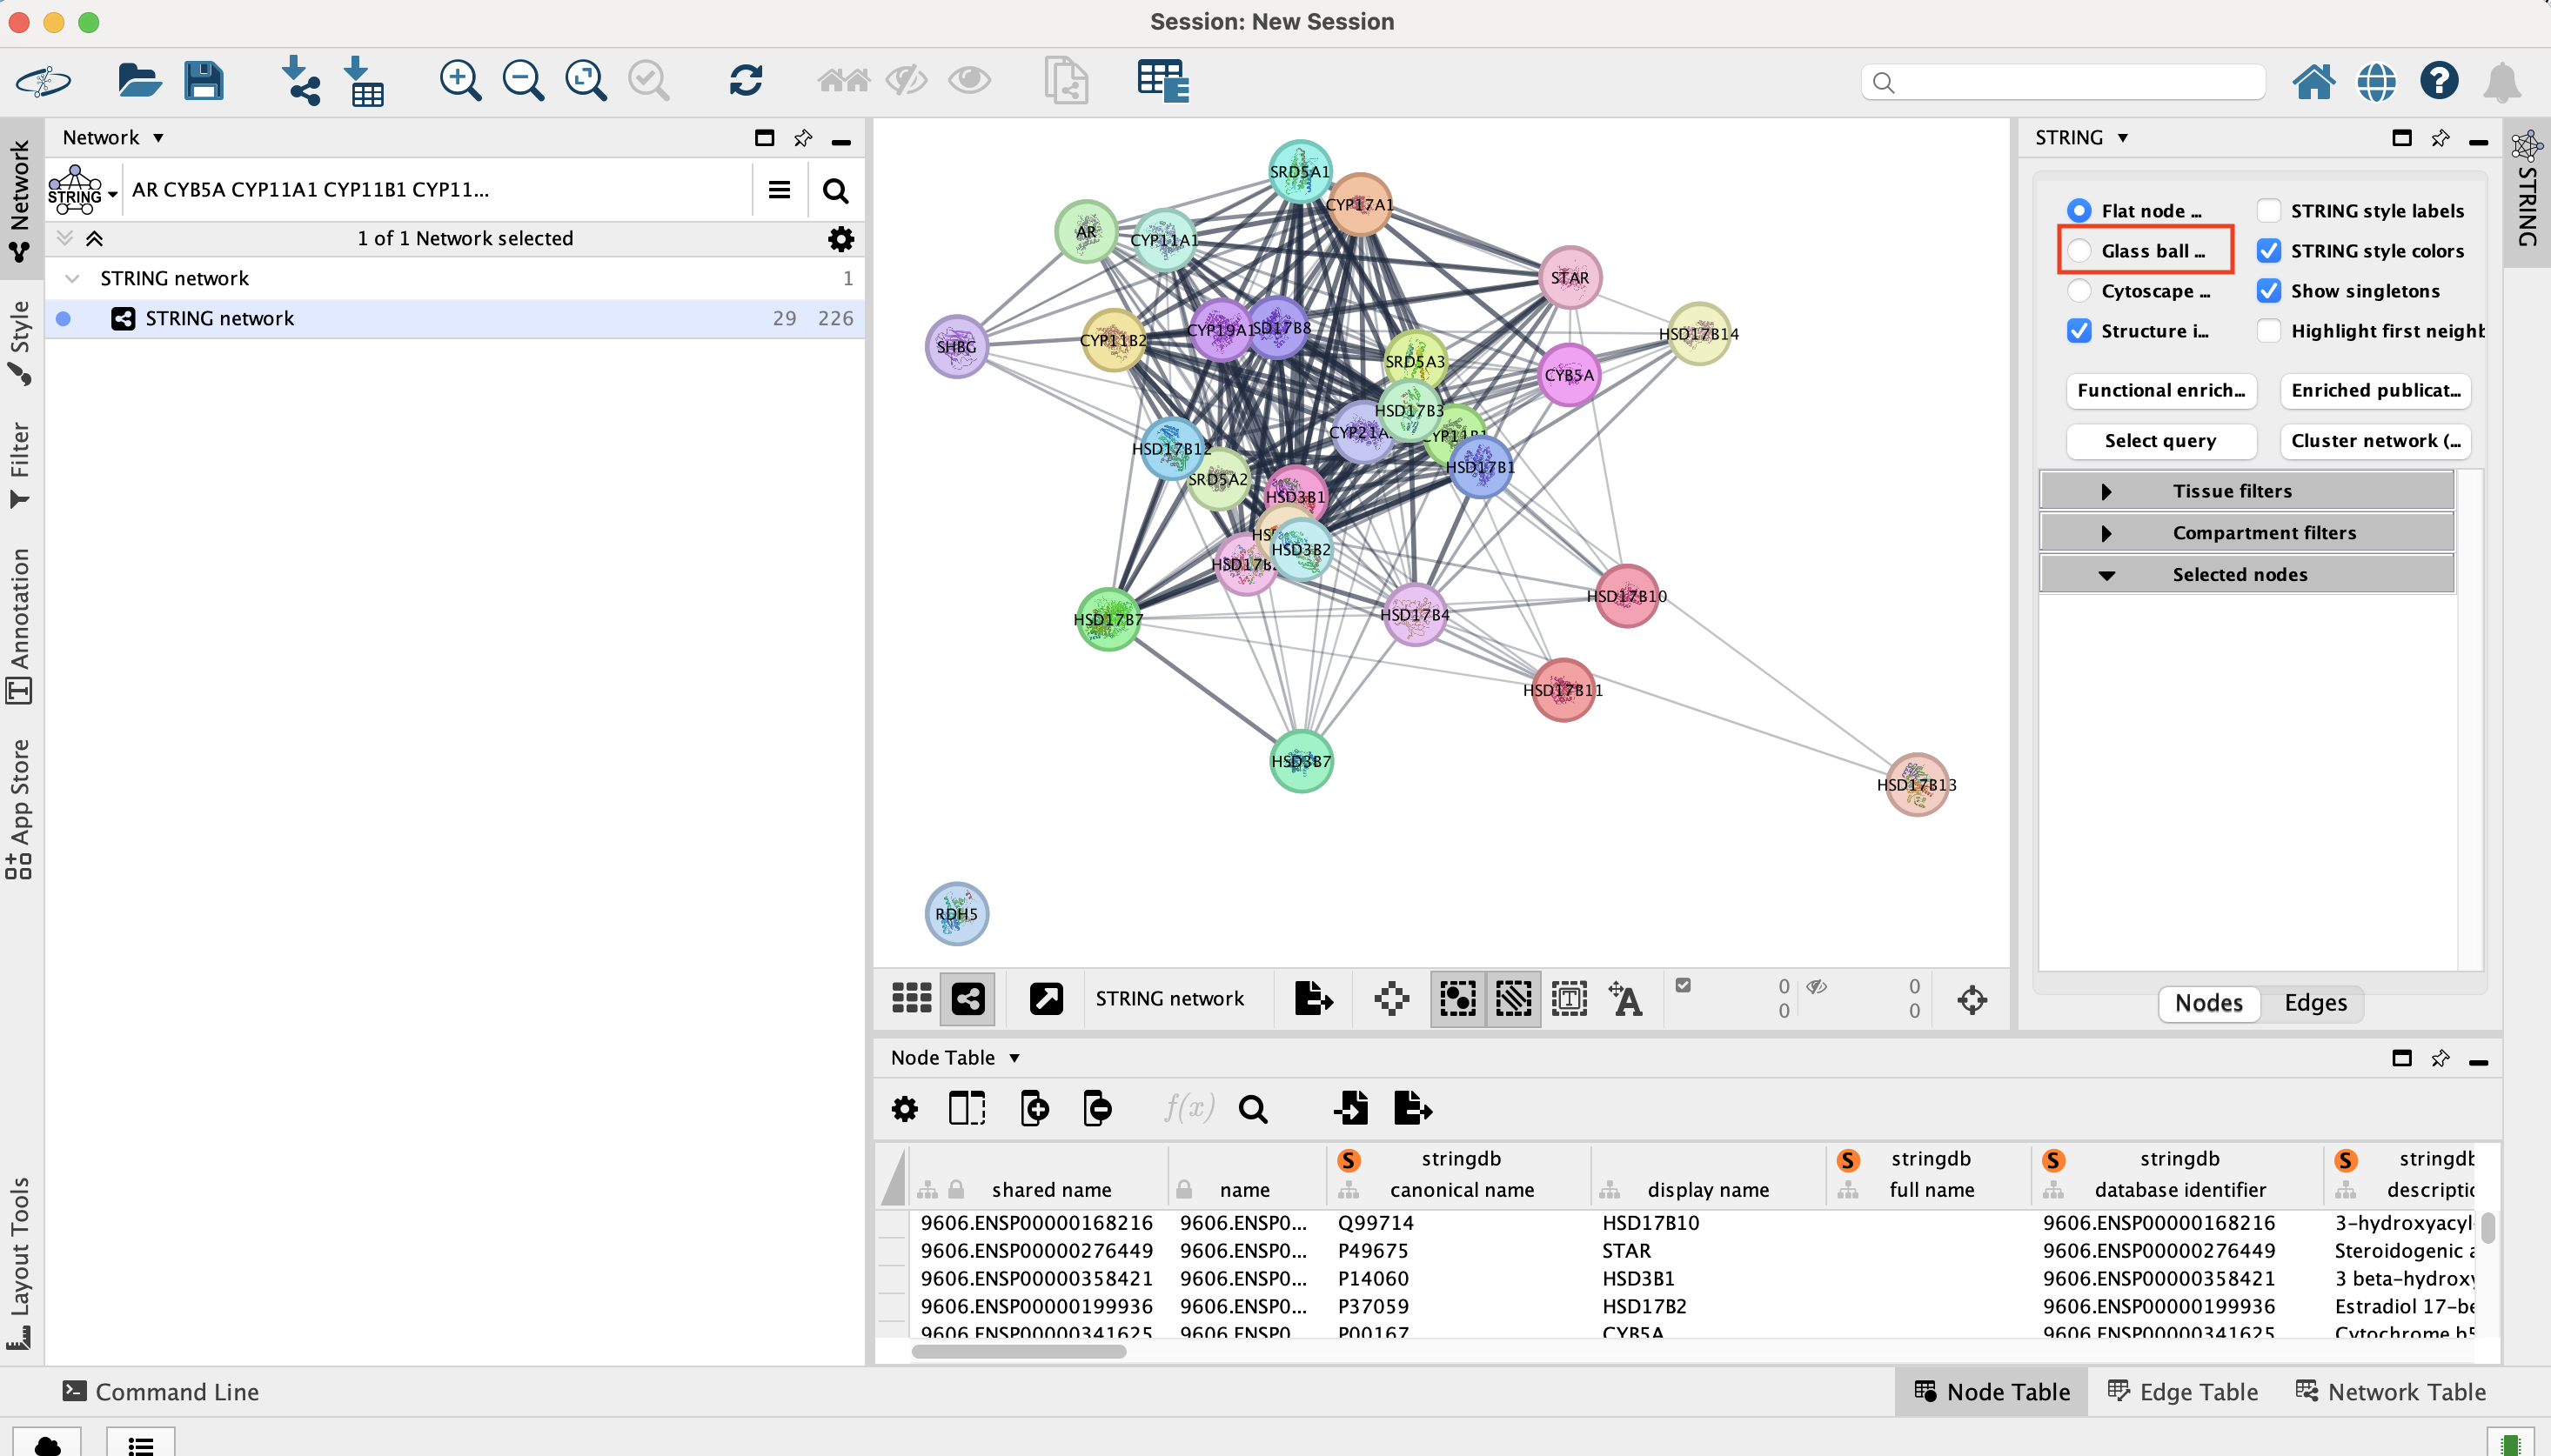 Session: New Session
Network
STRING
AR CYB5A CYP11A1 CYP11B1 CYP11...
1 of 1 Network selected
STRING network 1
STRING network 29 226
Network
Style
Filter
Annotation
App Store
Layout Tools
SRD5A1
CYP17A1
AR
CYP11A1
STAR
SHBG
CYP11B2
CYP19A1
SD17B8
HSD17B14
SRD5A3
CYB5A
HSD17B3
CYP21A
CYP11B1
HSD17B12
HSD17B1
SRD5A2
HSD3B1
HS
HSD3B2
HSD17B
HSD17B7
HSD17B4
HSD17B10
HSD17B11
HSD3B7
HSD17B13
RDH5
STRING network
0
0
0
0
STRING
STRING
Flat node ...
STRING style labels
Glass ball ...
STRING style colors
Cytoscape ...
Show singletons
Structure i...
Highlight first neighb
Functional enrich...
Enriched publicat...
Select query
Cluster network (...
Tissue filters
Compartment filters
Selected nodes
Nodes Edges
Node Table
f(x)
shared name
name
stringdb
canonical name
display name
stringdb
full name
stringdb
database identifier
stringdb
descriptio
9606.ENSP00000168216 9606.ENSP0... Q99714 HSD17B10 9606.ENSP00000168216 3-hydroxyacyl
9606.ENSP00000276449 9606.ENSP0... P49675 STAR 9606.ENSP00000276449 Steroidogenic a
9606.ENSP00000358421 9606.ENSP0... P14060 HSD3B1 9606.ENSP00000358421 3 beta-hydroxy
9606.ENSP00000199936 9606.ENSP0... P37059 HSD17B2 9606.ENSP00000199936 Estradiol 17-be
9606.ENSP00000341625 9606.ENSP0 P00167 CYB5A 9606.ENSP00000341625 Cytochrome b5
Command Line
Node Table Edge Table Network Table